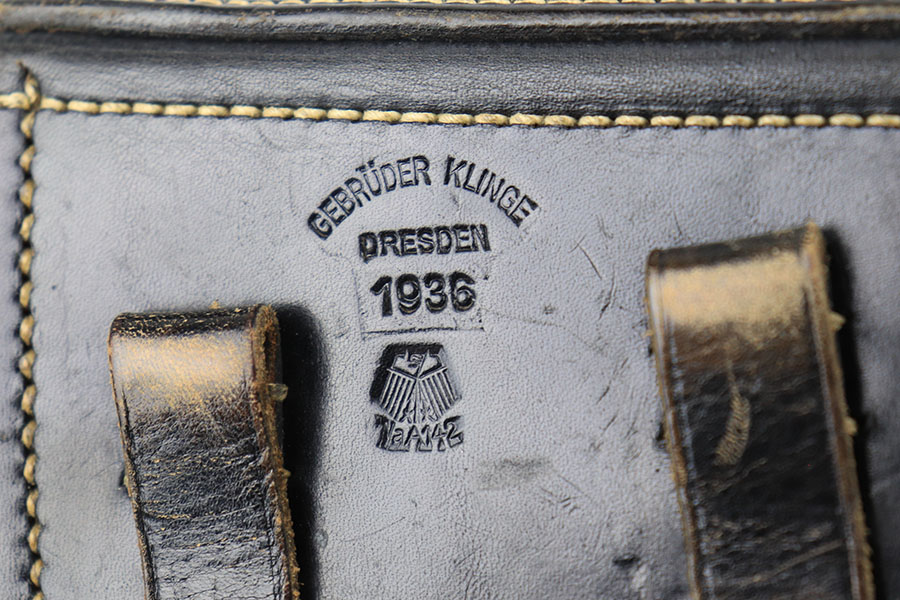 GEBRÜDER KLINGE
DRESDEN
1936
WaA142